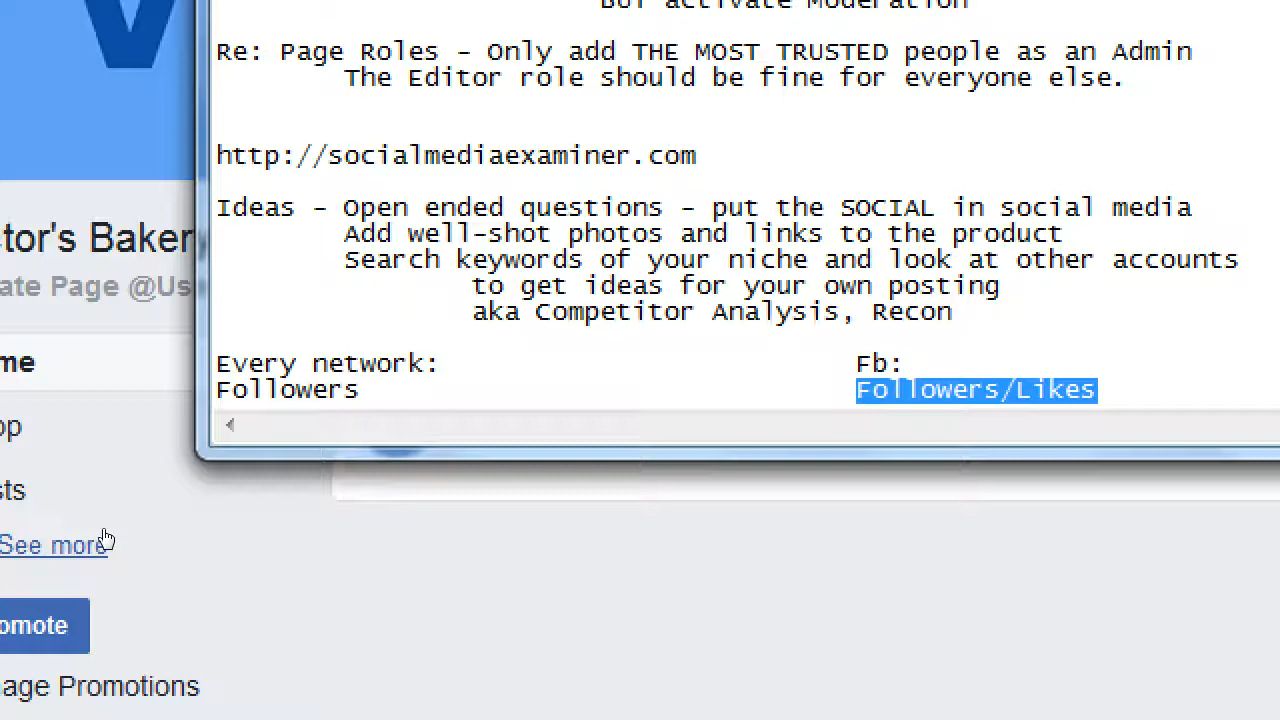 But activate Moderation
Re: Page Roles - Only add THE MOST TRUSTED people as an Admin
The Editor role should be fine for everyone else.
http://socialmediaexaminer.com
Ideas - Open ended questions - put the SOCIAL in social media
Add well-shot photos and links to the product
Search keywords of your niche and look at other accounts
to get ideas for your own posting
aka Competitor Analysis, Recon
Every network: Fb:
Followers Followers/Likes
tor's Baker
ate Page @Us
me
op
sts
See more
omote
age Promotions